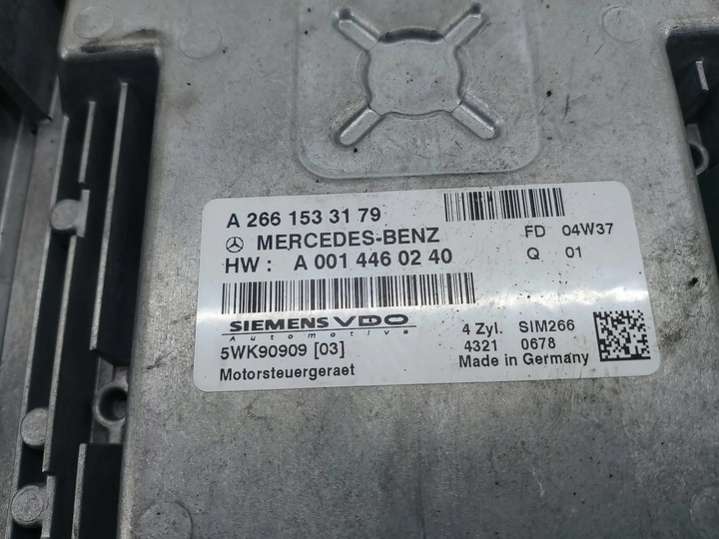 A 266 153 31 79
MERCEDES-BENZ
FD 04W37
HW : A 001 446 02 40
Q 01
SIEMENS VDO
Automotive
4 Zyl. SIM266
5WK90909 [03]
4321 0678
Motorsteuergeraet
Made in Germany